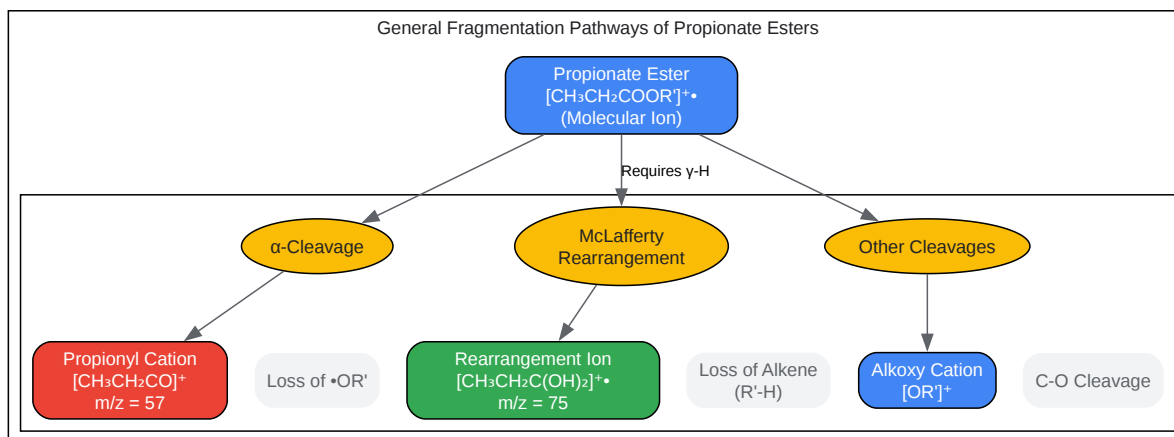 General Fragmentation Pathways of Propionate Esters
Propionate Ester
[CH₃CH₂COOR']⁺•
(Molecular Ion)
Requires γ-H
α-Cleavage
McLafferty
Rearrangement
Other Cleavages
Propionyl Cation
[CH₃CH₂CO]⁺
m/z = 57
Loss of •OR'
Rearrangement Ion
[CH₃CH₂C(OH)₂]⁺•
m/z = 75
Loss of Alkene
(R'-H)
Alkoxy Cation
[OR']⁺
C-O Cleavage